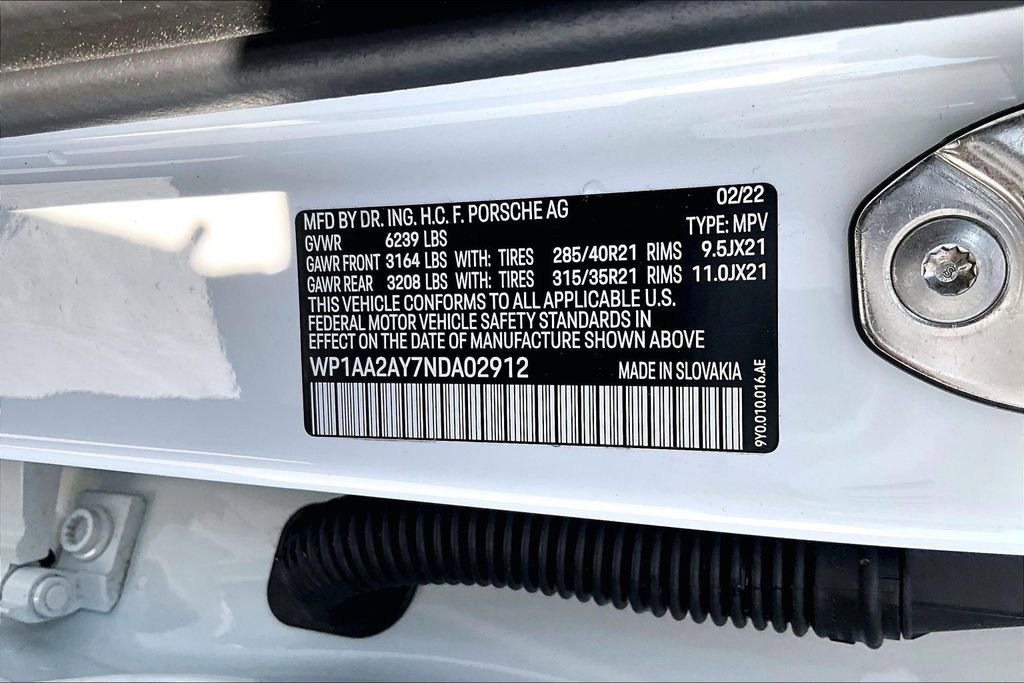 MFD BY DR. ING. H.C. F. PORSCHE AG 02/22
GVWR 6239 LBS TYPE: MPV
GAWR FRONT 3164 LBS WITH: TIRES 285/40R21 RIMS 9.5JX21
GAWR REAR 3208 LBS WITH: TIRES 315/35R21 RIMS 11.0JX21
THIS VEHICLE CONFORMS TO ALL APPLICABLE U.S.
FEDERAL MOTOR VEHICLE SAFETY STANDARDS IN
EFFECT ON THE DATE OF MANUFACTURE SHOWN ABOVE
WP1AA2AY7NDA02912 MADE IN SLOVAKIA
9Y0.010.016.AE
S